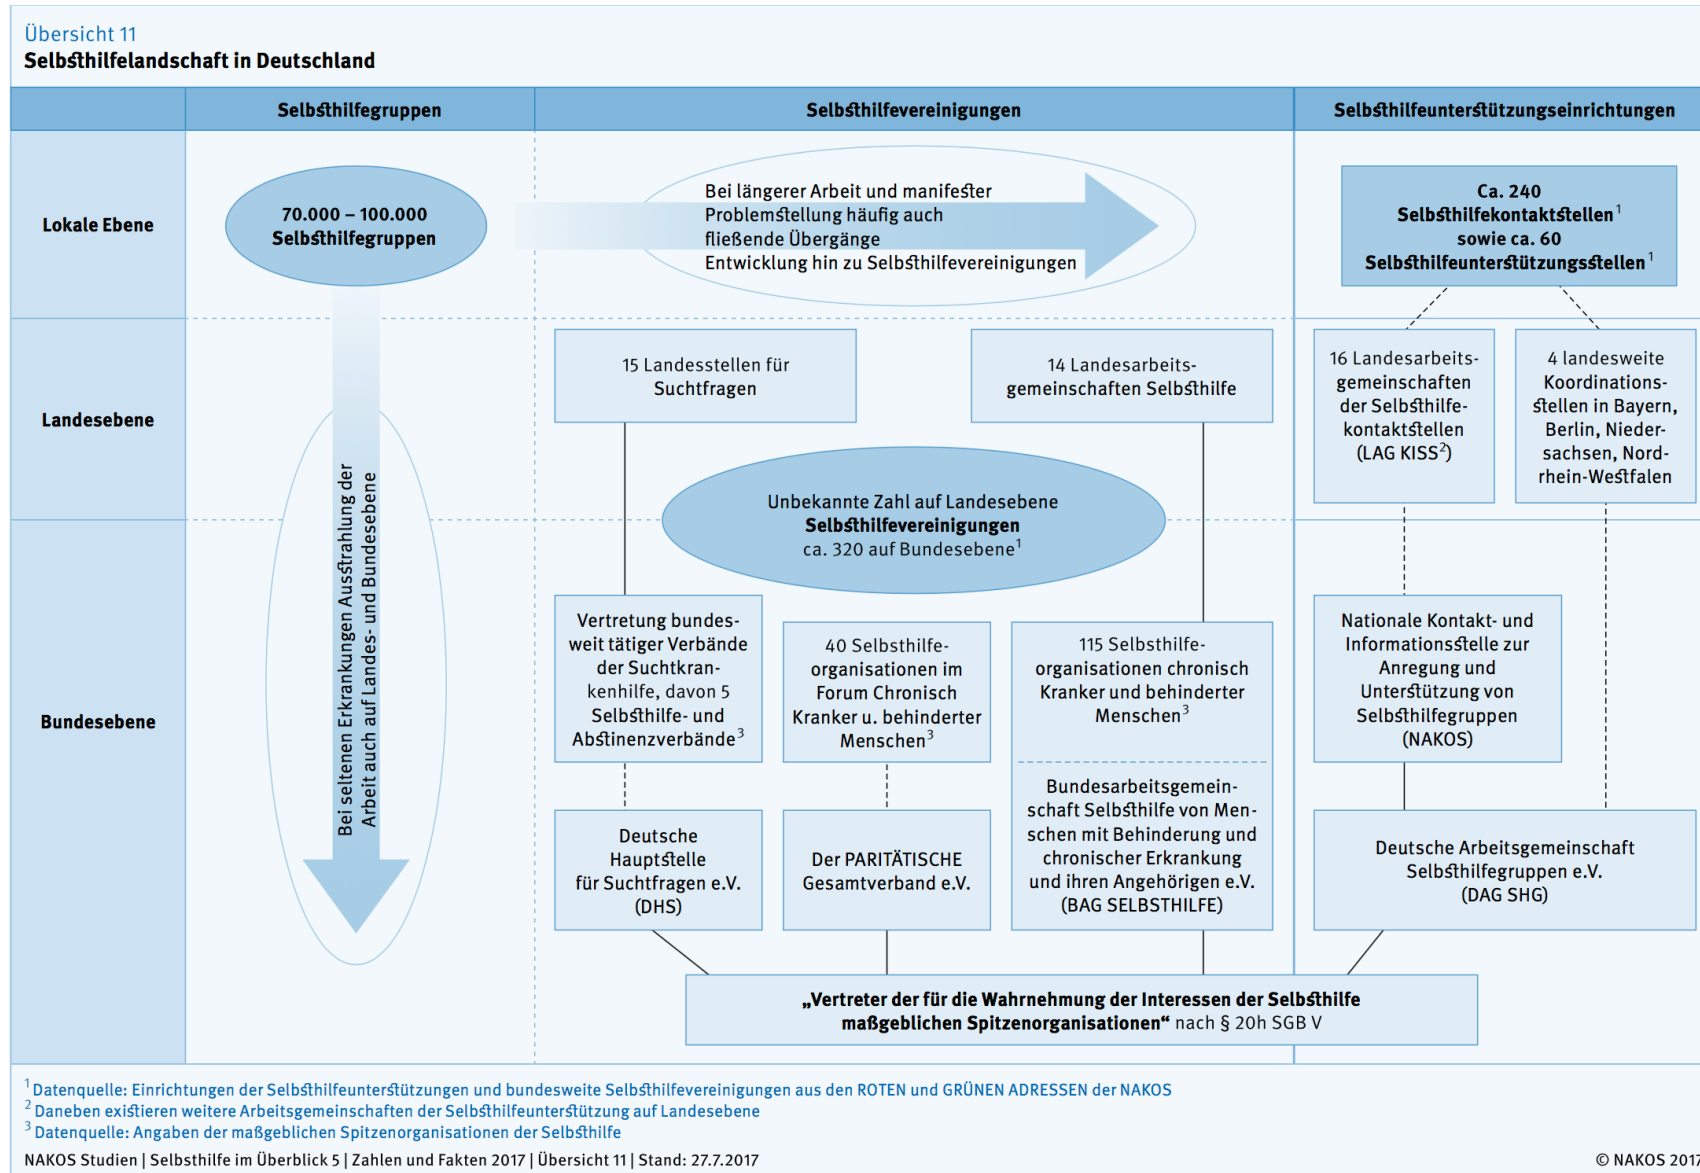 Übersicht 11
Selbsthilfelandschaft in Deutschland
Selbsthilfegruppen
Selbsthilfevereinigungen
Selbsthilfeunterstützungseinrichtungen
Lokale Ebene
70.000 – 100.000
Selbsthilfegruppen
Bei längerer Arbeit und manifester
Problemstellung häufig auch
fließende Übergänge
Entwicklung hin zu Selbsthilfevereinigungen
Ca. 240
Selbsthilfekontaktstellen¹
sowie ca. 60
Selbsthilfeunterstützungsstellen¹
Bei seltenen Erkrankungen Ausstrahlung der
Arbeit auch auf Landes- und Bundesebene
Landesebene
15 Landesstellen für
Suchtfragen
14 Landesarbeits-
gemeinschaften Selbsthilfe
16 Landesarbeits-
gemeinschaften
der Selbsthilfe-
kontaktstellen
(LAG KISS²)
4 landesweite
Koordinations-
stellen in Bayern,
Berlin, Nieder-
sachsen, Nord-
rhein-Westfalen
Unbekannte Zahl auf Landesebene
Selbsthilfevereinigungen
ca. 320 auf Bundesebene¹
Bundesebene
Vertretung bundes-
weit tätiger Verbände
der Suchtkran-
kenhilfe, davon 5
Selbsthilfe- und
Abstinenzverbände³
40 Selbsthilfe-
organisationen im
Forum Chronisch
Kranker u. behinderter
Menschen³
115 Selbsthilfe-
organisationen chronisch
Kranker und behinderter
Menschen³
Nationale Kontakt- und
Informationsstelle zur
Anregung und
Unterstützung von
Selbsthilfegruppen
(NAKOS)
Deutsche
Hauptstelle
für Suchtfragen e.V.
(DHS)
Der PARITÄTISCHE
Gesamtverband e.V.
Bundesarbeitsgemein-
schaft Selbsthilfe von Men-
schen mit Behinderung und
chronischer Erkrankung
und ihren Angehörigen e.V.
(BAG SELBSTHILFE)
Deutsche Arbeitsgemeinschaft
Selbsthilfegruppen e.V.
(DAG SHG)
„Vertreter der für die Wahrnehmung der Interessen der Selbsthilfe
maßgeblichen Spitzenorganisationen“ nach § 20h SGB V
¹ Datenquelle: Einrichtungen der Selbsthilfeunterstützungen und bundesweite Selbsthilfevereinigungen aus den ROTEN und GRÜNEN ADRESSEN der NAKOS
² Daneben existieren weitere Arbeitsgemeinschaften der Selbsthilfeunterstützung auf Landesebene
³ Datenquelle: Angaben der maßgeblichen Spitzenorganisationen der Selbsthilfe
NAKOS Studien | Selbsthilfe im Überblick 5 | Zahlen und Fakten 2017 | Übersicht 11 | Stand: 27.7.2017
© NAKOS 2017